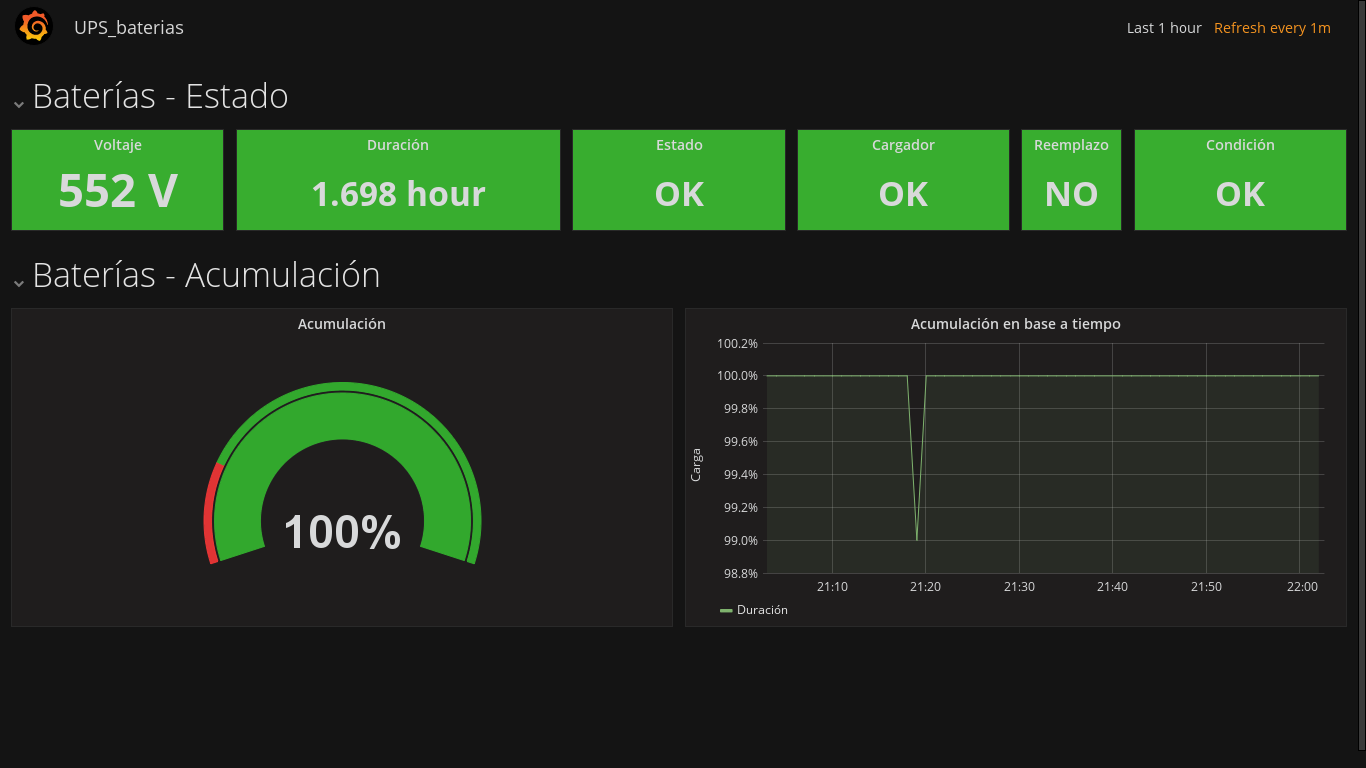 UPS_baterias
Last 1 hour Refresh every 1m
Baterías - Estado
Voltaje
552 V
Duración
1.698 hour
Estado
OK
Cargador
OK
Reemplazo
NO
Condición
OK
Baterías - Acumulación
Acumulación
100%
Acumulación en base a tiempo
Carga
100.2%
100.0%
99.8%
99.6%
99.4%
99.2%
99.0%
98.8%
21:10 21:20 21:30 21:40 21:50 22:00
Duración